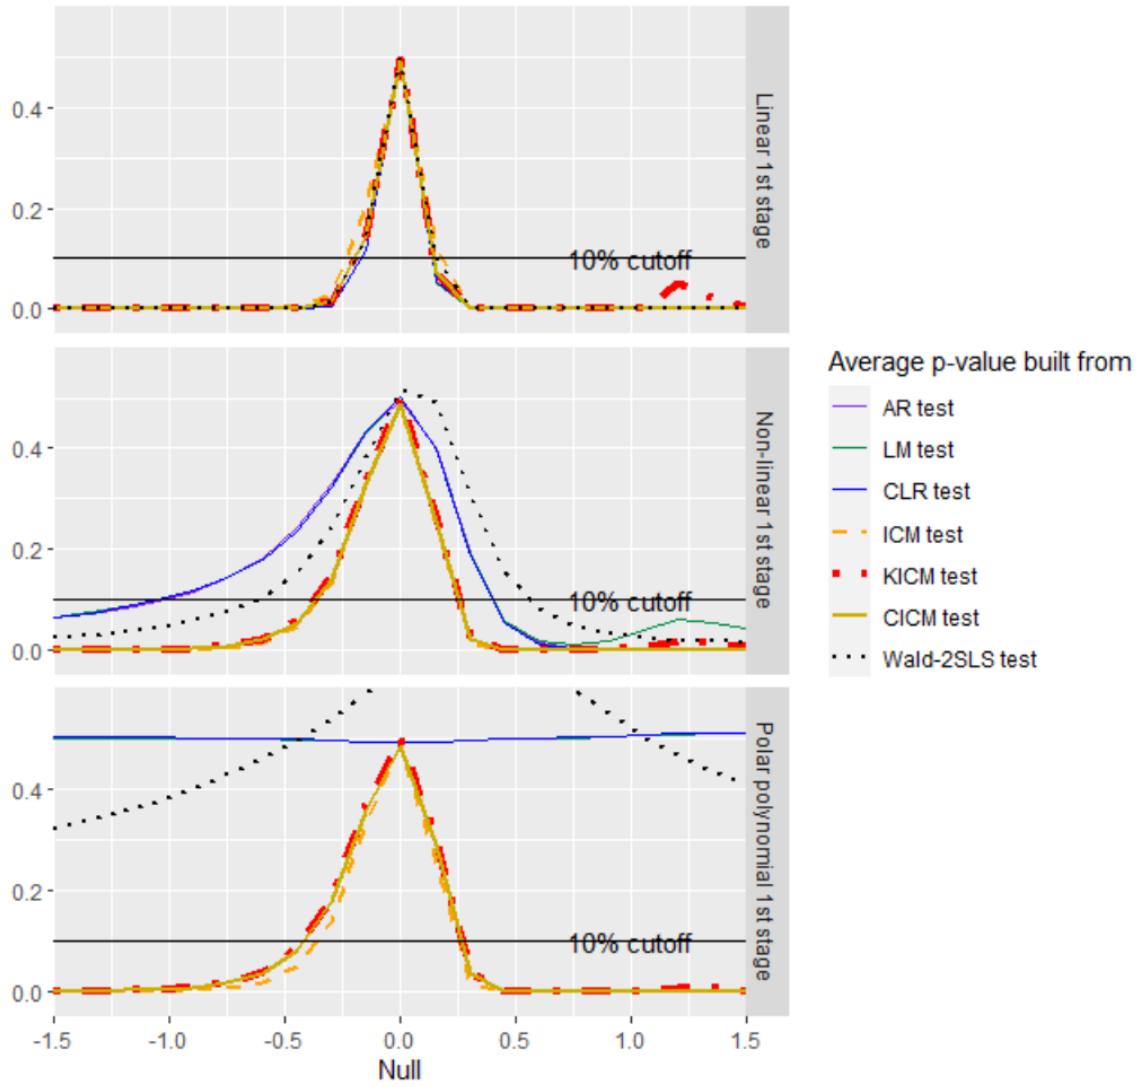 0.4
0.2
0.0
10% cutoff
Linear 1st stage
0.4
0.2
0.0
10% cutoff
Non-linear 1st stage
0.4
0.2
0.0
10% cutoff
Polar polynomial 1st stage
-1.5 -1.0 -0.5 0.0 0.5 1.0 1.5
Null
Average p-value built from
AR test
LM test
CLR test
ICM test
KICM test
CICM test
Wald-2SLS test